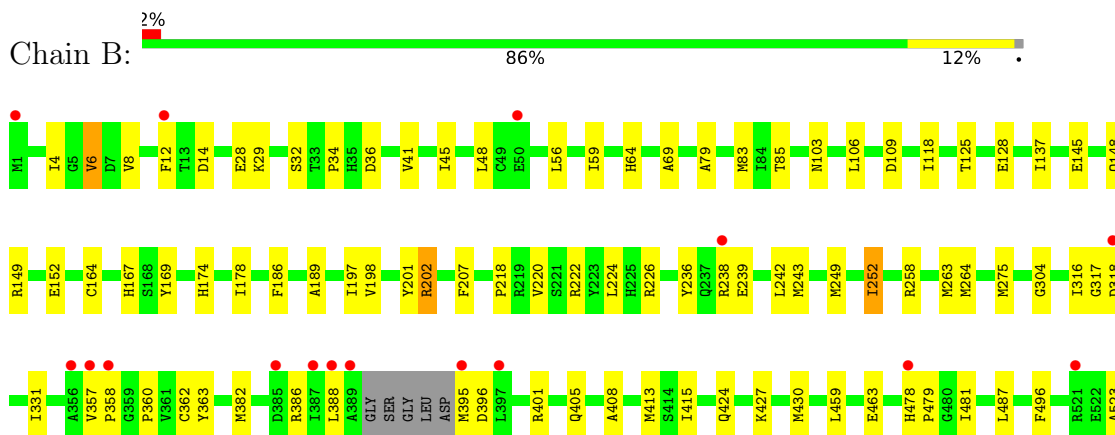 2%
Chain B:
86% 12%
M1 I4 G5 V6 D7 V8 F12 T13 D14 E28 K29 S32 T33 P34 H35 D36 V41 I45 L48 C49 E50 L56 I59 H64 A69 A79 M83 I84 T85 N103 L106 D109 I118 T125 E128 I137 E145
R149 E152 C164 H167 S168 Y169 H174 I178 F186 A189 I197 V198 Y201 R202 F207 P218 R219 V220 S221 R222 Y223 L224 H225 R226 Y236 Q237 R238 E239 L242 M243 M249 I252 R258 M263 M264 M275 G304 I316 G317
I331 A356 V357 P358 G359 P360 V361 C362 Y363 M382 D385 R386 I387 L388 A399 GLY SER GLY LEU ASP M395 D396 L397 R401 Q405 A408 M413 S414 I415 Q424 K427 M430 L459 E463 H478 P479 G480 I481 L487 F496 R521 E522